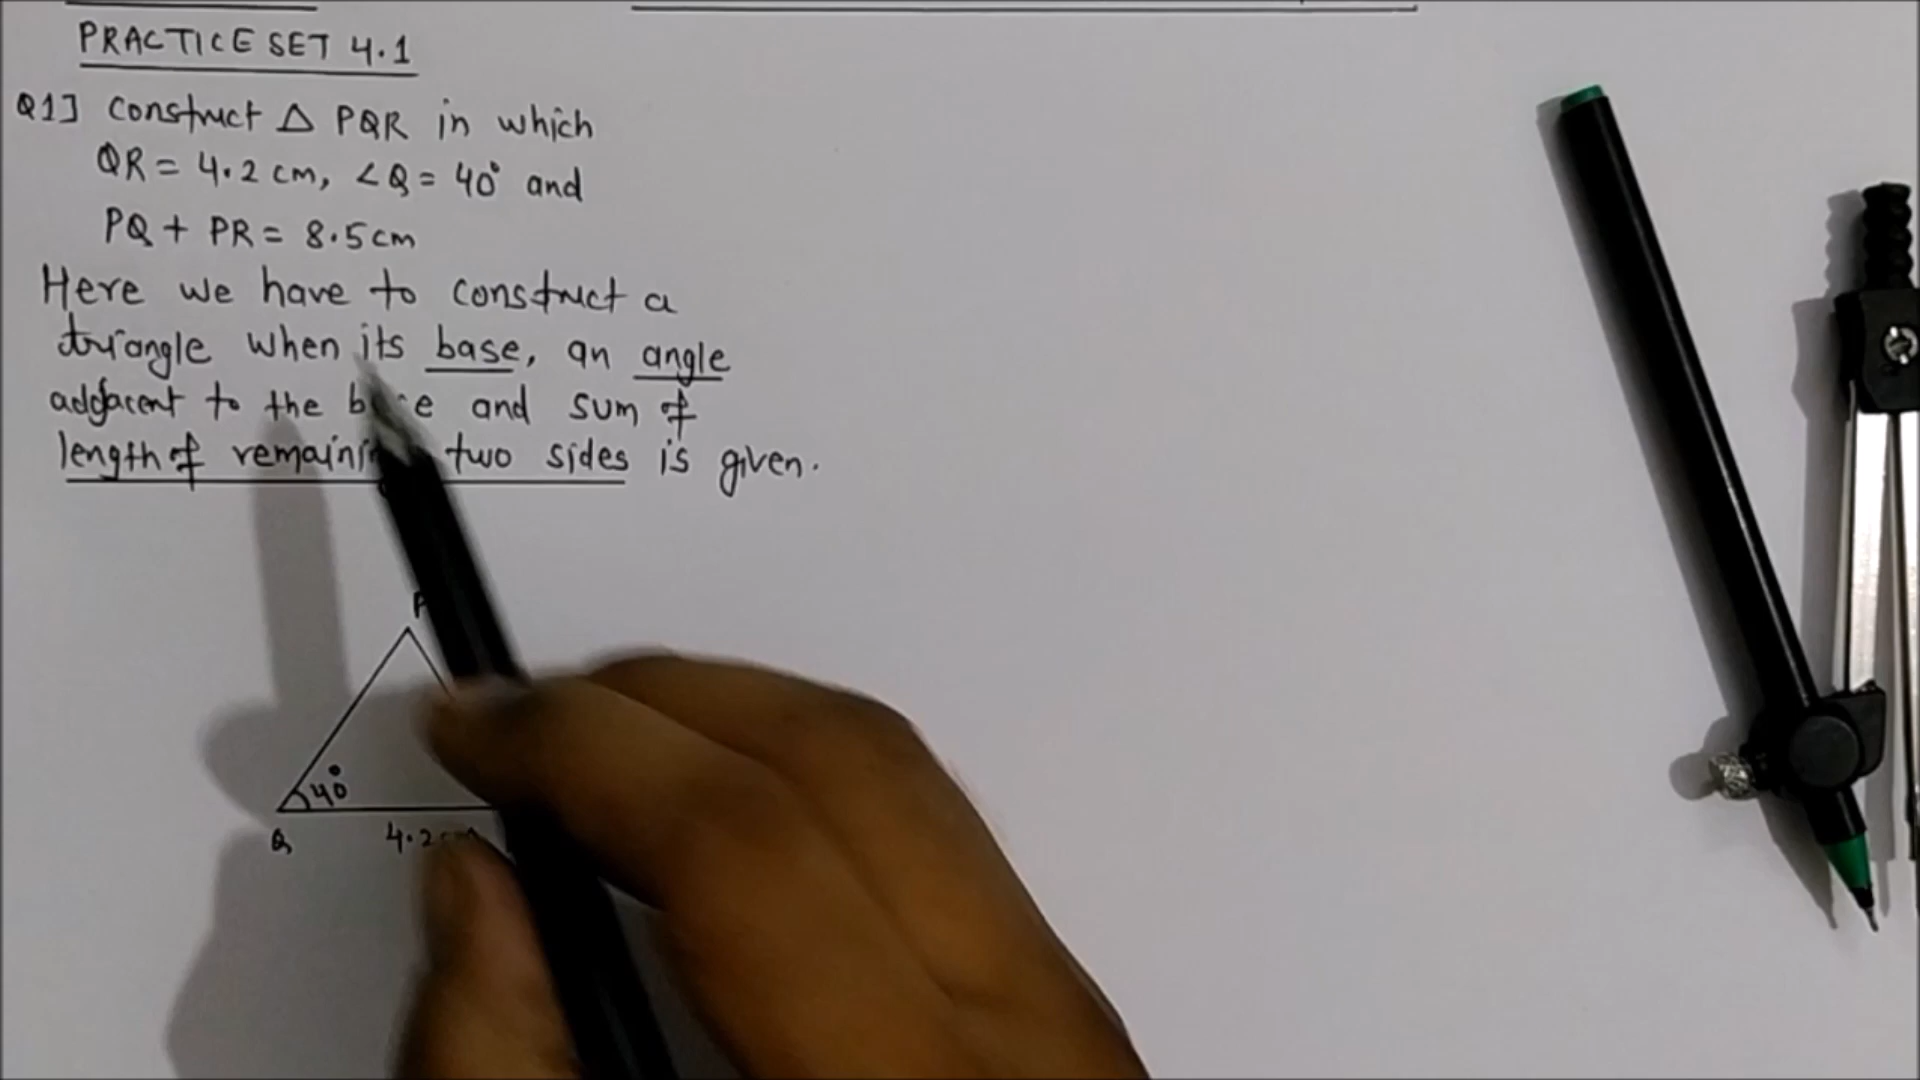 PRACTICE SET 4.1
Q1] Construct △ PQR in which
QR = 4.2 cm, ∠Q = 40° and
PQ + PR = 8.5 cm
Here we have to construct a
triangle when its base, an angle
adjacent to the and sum of
length of two sides is given.
40°
Q 4.2